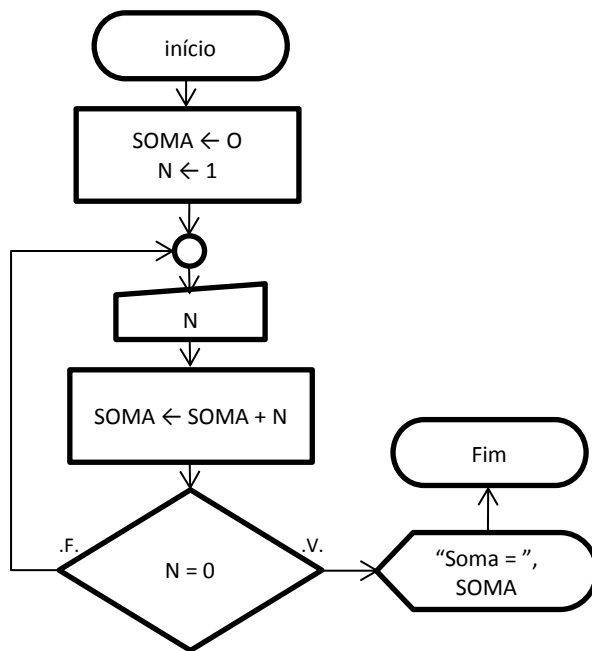 início
SOMA ← O
N ← 1
N
SOMA ← SOMA + N
Fim
.F.
.V.
N = 0
“Soma = ”,
SOMA